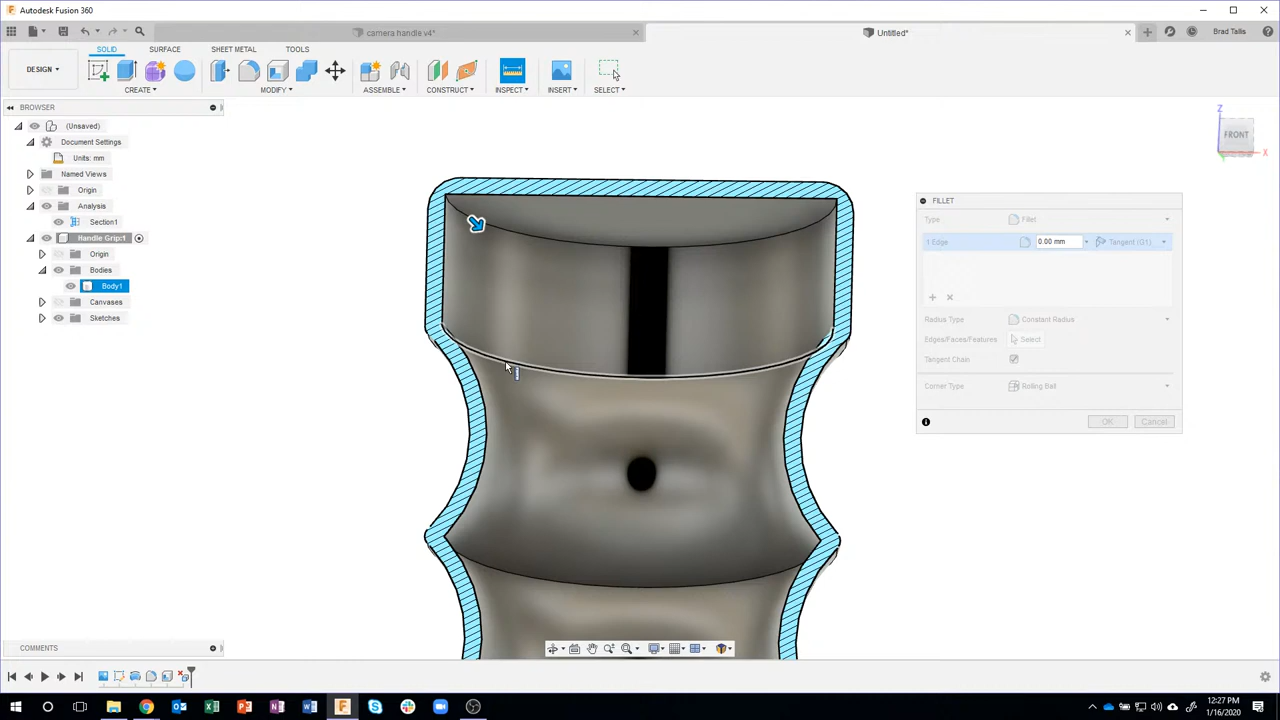 Autodesk Fusion 360
camera handle v4*
Untitled*
Brad Tallis
DESIGN
SOLID
SURFACE
SHEET METAL
TOOLS
CREATE
MODIFY
ASSEMBLE
CONSTRUCT
INSPECT
INSERT
SELECT
BROWSER
(Unsaved)
Document Settings
Units: mm
Named Views
Origin
Analysis
Section1
Handle Grip:1
Origin
Bodies
Body1
Canvases
Sketches
Z
FRONT
X
FILLET
Type
Fillet
1 Edge
0.00 mm
Tangent (G1)
Radius Type
Constant Radius
Edges/Faces/Features
Select
Tangent Chain
Corner Type
Rolling Ball
OK
Cancel
COMMENTS
12:27 PM
1/16/2020